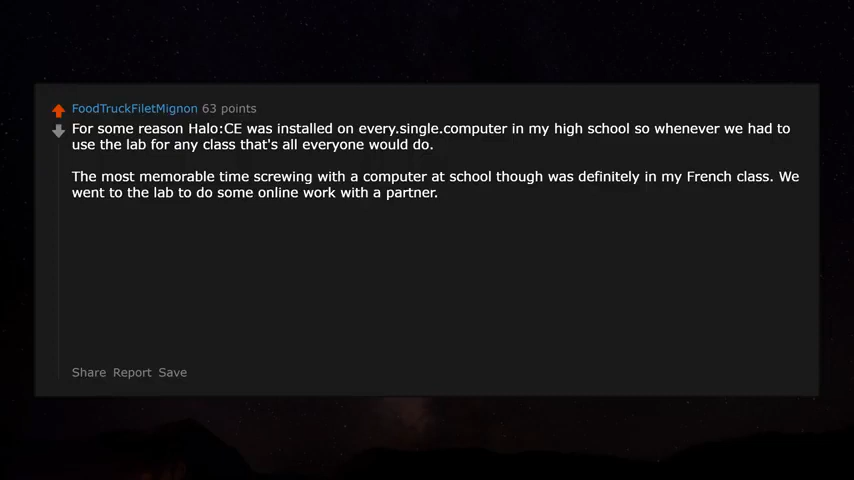 FoodTruckFiletMignon 63 points
For some reason Halo:CE was installed on every.single.computer in my high school so whenever we had to
use the lab for any class that's all everyone would do.
The most memorable time screwing with a computer at school though was definitely in my French class. We
went to the lab to do some online work with a partner.
Share Report Save